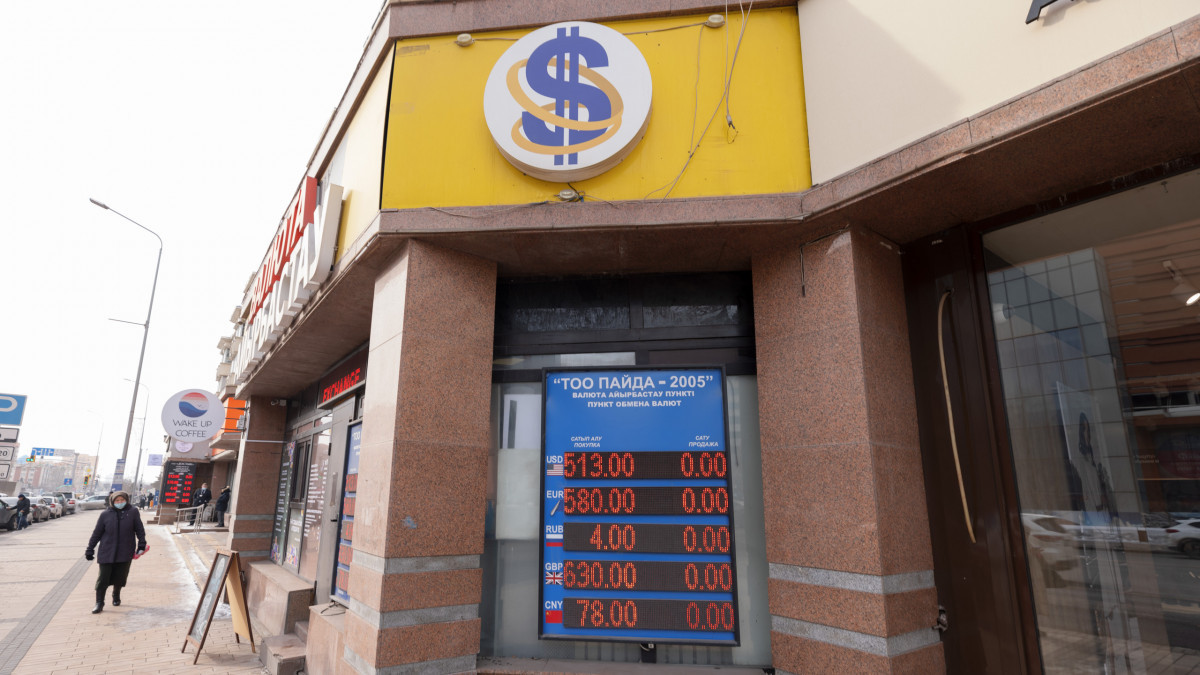 $
ВАЛЮТА
АЙЫРБАСТАУ
EXCHANGE
WAKE UP
COFFEE
P
"ТОО ПАЙДА - 2005"
ВАЛЮТА АЙЫРБАСТАУ ПУНКТІ
ПУНКТ ОБМЕНА ВАЛЮТ
САТЫП АЛУ САТУ
ПОКУПКА ПРОДАЖА
USD 513.00 0.00
EUR 580.00 0.00
RUB 4.00 0.00
GBP 630.00 0.00
CNY 78.00 0.00